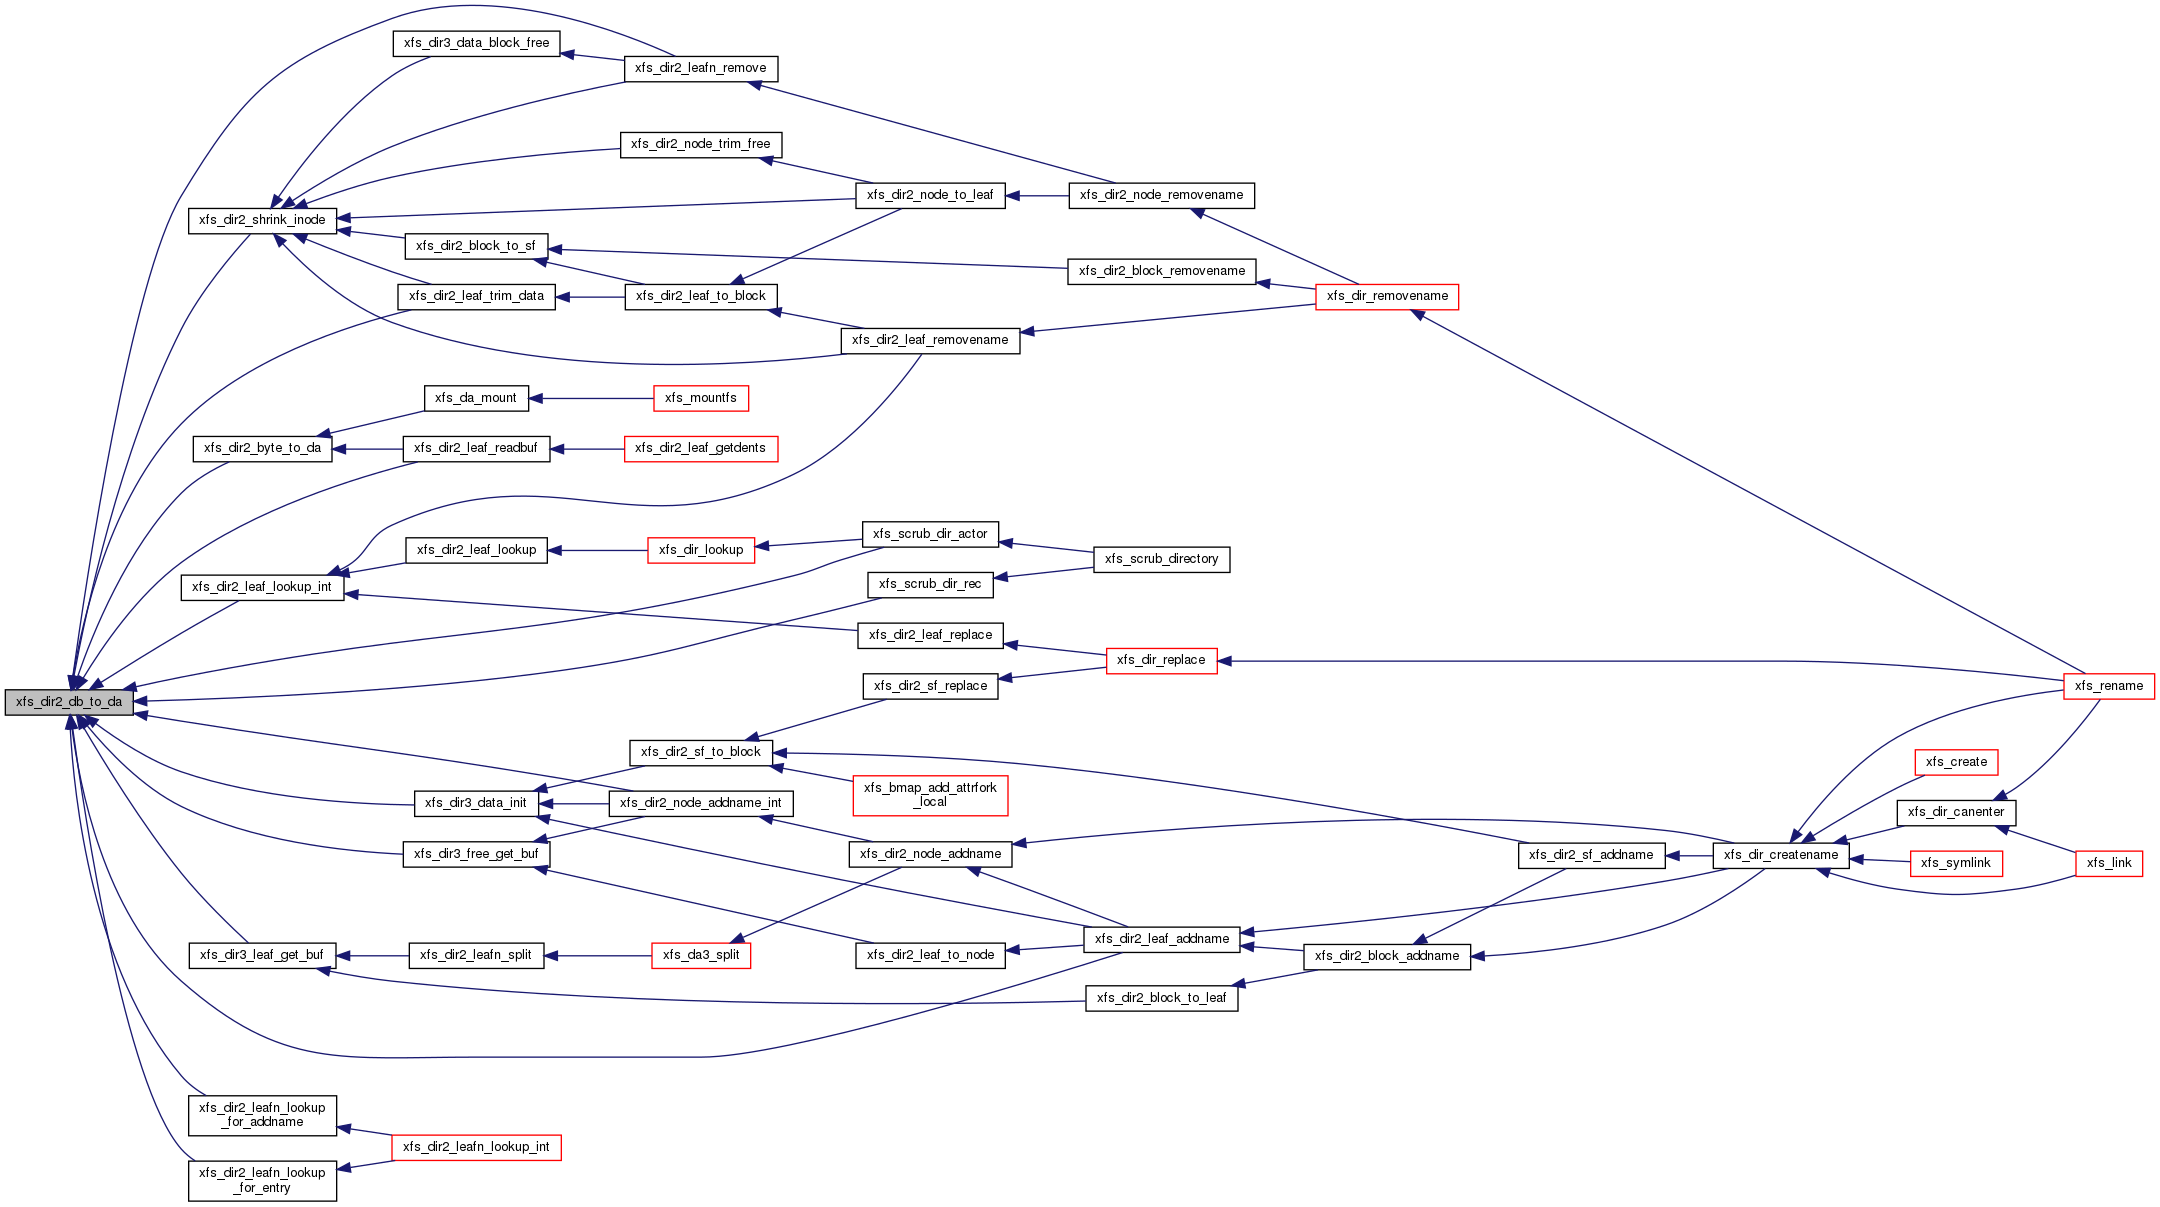 xfs_dir3_data_block_free
xfs_dir2_leafn_remove
xfs_dir2_node_trim_free
xfs_dir2_node_to_leaf
xfs_dir2_node_removename
xfs_dir2_shrink_inode
xfs_dir2_block_to_sf
xfs_dir2_block_removename
xfs_dir2_leaf_trim_data
xfs_dir2_leaf_to_block
xfs_dir_removename
xfs_dir2_leaf_removename
xfs_da_mount
xfs_mountfs
xfs_dir2_byte_to_da
xfs_dir2_leaf_readbuf
xfs_dir2_leaf_getdents
xfs_scrub_dir_actor
xfs_dir2_leaf_lookup
xfs_dir_lookup
xfs_scrub_directory
xfs_dir2_leaf_lookup_int
xfs_scrub_dir_rec
xfs_dir2_leaf_replace
xfs_dir_replace
xfs_dir2_sf_replace
xfs_rename
xfs_dir2_db_to_da
xfs_dir2_sf_to_block
xfs_create
xfs_bmap_add_attrfork
_local
xfs_dir3_data_init
xfs_dir2_node_addname_int
xfs_dir_canenter
xfs_dir3_free_get_buf
xfs_dir2_node_addname
xfs_dir2_sf_addname
xfs_dir_createname
xfs_symlink
xfs_link
xfs_dir2_leaf_addname
xfs_dir3_leaf_get_buf
xfs_dir2_leafn_split
xfs_da3_split
xfs_dir2_leaf_to_node
xfs_dir2_block_addname
xfs_dir2_block_to_leaf
xfs_dir2_leafn_lookup
_for_addname
xfs_dir2_leafn_lookup_int
xfs_dir2_leafn_lookup
_for_entry